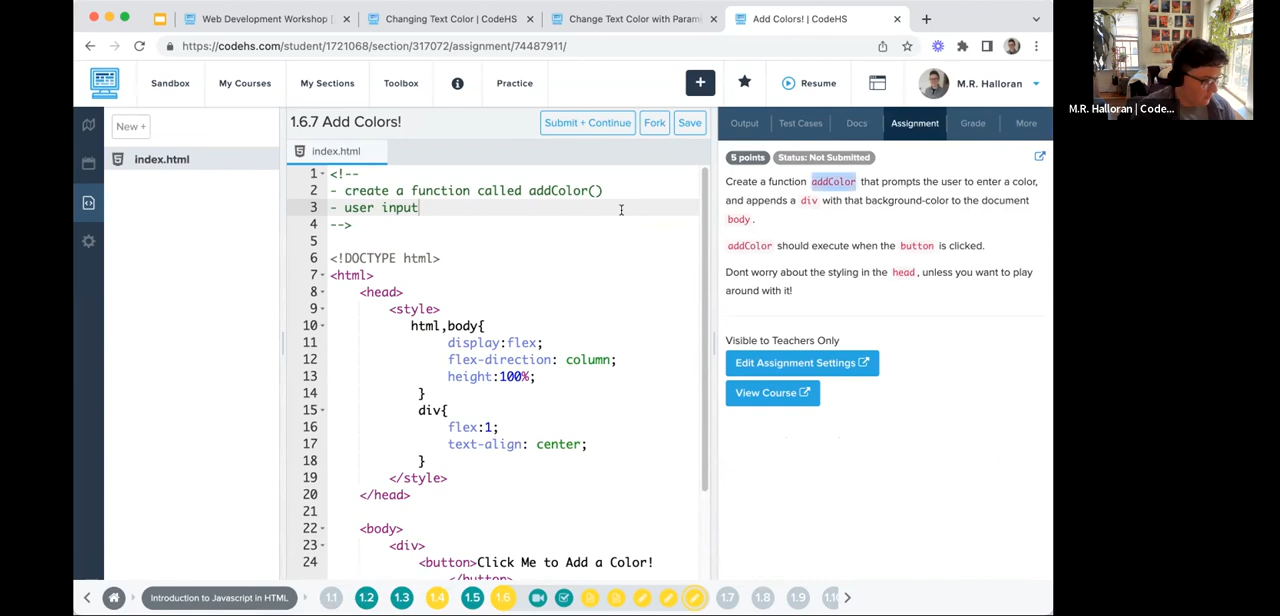 Web Development Workshop |
Changing Text Color | CodeHS
Change Text Color with Param
Add Colors! | CodeHS
https://codehs.com/student/1721068/section/317072/assignment/74487911/
Sandbox
My Courses
My Sections
Toolbox
Practice
+
Resume
M.R. Halloran
M.R. Halloran | Code...
New +
index.html
1.6.7 Add Colors!
Submit + Continue
Fork
Save
index.html
1 <!--
2 - create a function called addColor()
3 - user input
4 -->
5
6 <!DOCTYPE html>
7 <html>
8 <head>
9 <style>
10 html,body{
11 display:flex;
12 flex-direction: column;
13 height:100%;
14 }
15 div{
16 flex:1;
17 text-align: center;
18 }
19 </style>
20 </head>
21
22 <body>
23 <div>
24 <button>Click Me to Add a Color!
</button>
Output
Test Cases
Docs
Assignment
Grade
More
5 points
Status: Not Submitted
Create a function addColor that prompts the user to enter a color,
and appends a div with that background-color to the document
body.
addColor should execute when the button is clicked.
Dont worry about the styling in the head, unless you want to play
around with it!
Visible to Teachers Only
Edit Assignment Settings
View Course
Introduction to Javascript in HTML
1.1
1.2
1.3
1.4
1.5
1.6
1.7
1.8
1.9
1.10